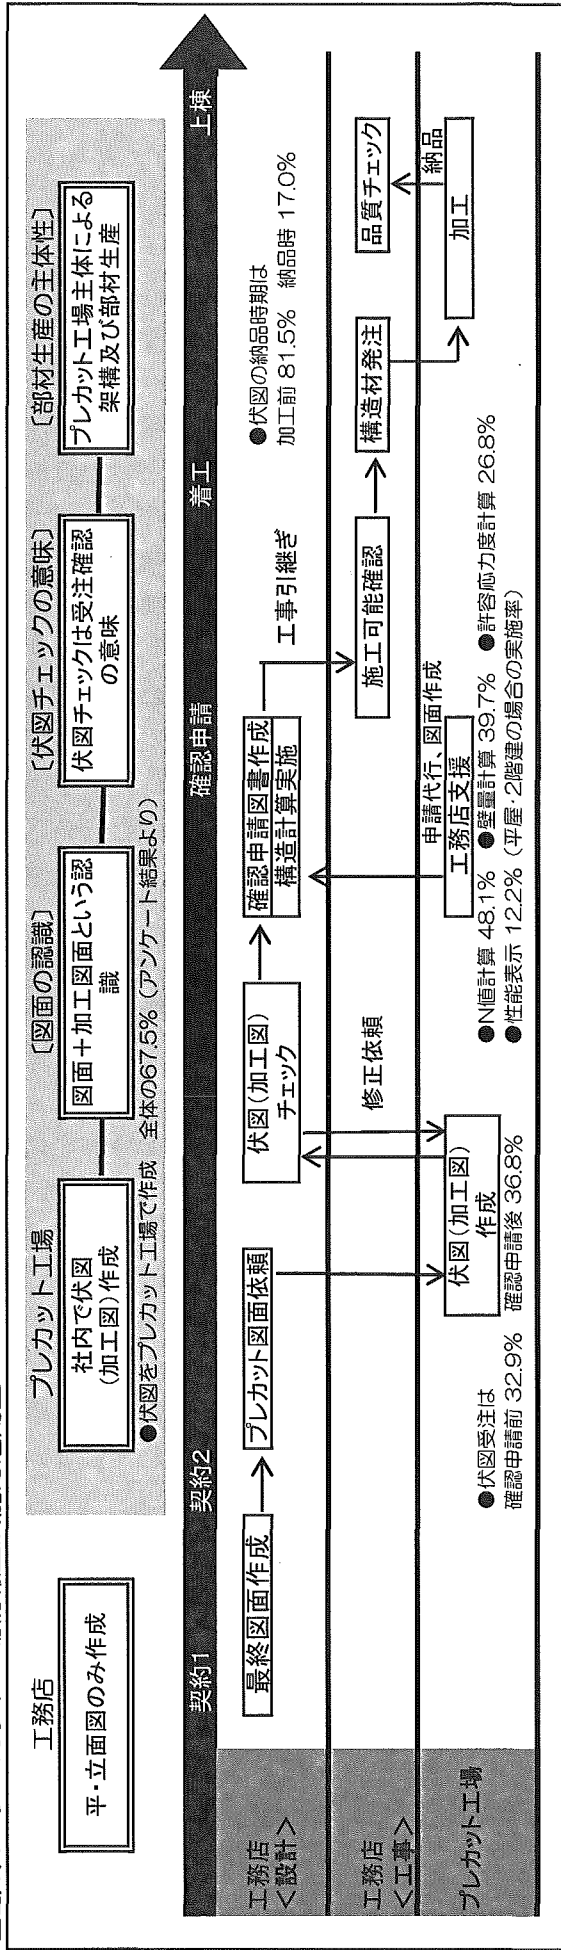 工務店
平・立面図のみ作成
プレカット工場
社内で伏図
(加工図)作成
●伏図をプレカット工場で作成 全体の67.5%(アンケート結果より)
〔図面の認識〕
図面＋加工図面という認
識
〔伏図チェックの意味〕
伏図チェックは受注確認
の意味
〔部材生産の主体性〕
プレカット工場主体による
架構及び部材生産
契約1
契約2
確認申請
着工
上棟
工務店
＜設計＞
最終図面作成
プレカット図面依頼
伏図(加工図)
チェック
確認申請図書作成
構造計算実施
工事引継ぎ
●伏図の納品時期は
加工前 81.5% 納品時 17.0%
工務店
＜工事＞
修正依頼
施工可能確認
構造材発注
品質チェック
申請代行、図面作成
納品
プレカット工場
●伏図受注は
確認申請前 32.9% 確認申請後 36.8%
伏図(加工図)
作成
工務店支援
●N値計算 48.1% ●壁量計算 39.7% ●許容応力度計算 26.8%
●性能表示 12.2%(平屋・2階建の場合の実施率)
加工